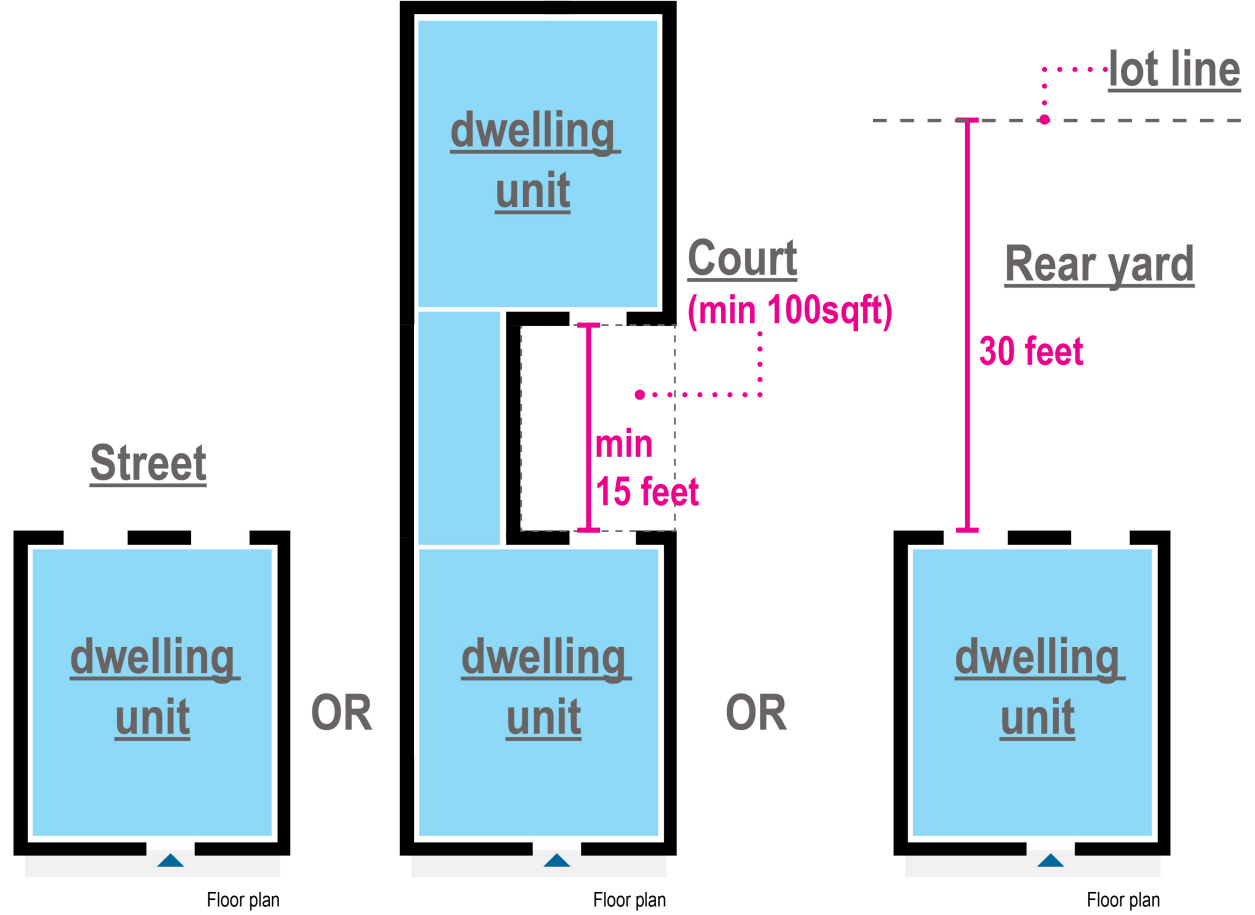 Street
dwelling
unit
Floor plan
OR
dwelling
unit
Court
(min 100sqft)
min
15 feet
dwelling
unit
Floor plan
OR
lot line
Rear yard
30 feet
dwelling
unit
Floor plan